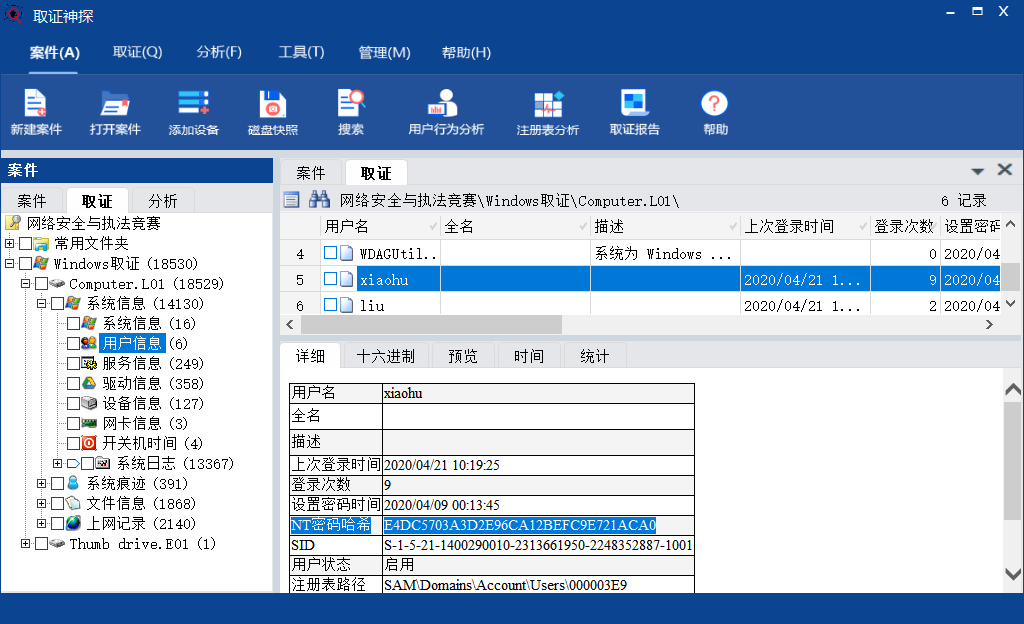 取证神探
案件(A) 取证(Q) 分析(F) 工具(T) 管理(M) 帮助(H)
新建案件 打开案件 添加设备 磁盘快照 搜索 用户行为分析 注册表分析 取证报告 帮助
案件
案件 取证 分析
网络安全与执法竞赛
常用文件夹
Windows取证 (18530)
Computer.L01 (18529)
系统信息 (14130)
系统信息 (16)
用户信息 (6)
服务信息 (249)
驱动信息 (358)
设备信息 (127)
网卡信息 (3)
开关机时间 (4)
系统日志 (13367)
系统痕迹 (391)
文件信息 (1868)
上网记录 (2140)
Thumb drive.E01 (1)
案件 取证
网络安全与执法竞赛\Windows取证\Computer.L01\ 6 记录
用户名 全名 描述 上次登录时间 登录次数 设置密码
4 WDAGUtil.. 系统为 Windows ... 0 2020/04
5 xiaohu 2020/04/21 1... 9 2020/04
6 liu 2020/04/21 1... 2 2020/04
详细 十六进制 预览 时间 统计
用户名 xiaohu
全名
描述
上次登录时间 2020/04/21 10:19:25
登录次数 9
设置密码时间 2020/04/09 00:13:45
NT密码哈希 E4DC5703A3D2E96CA12BEFC9E721ACA0
SID S-1-5-21-1400290010-2313661950-2248352887-1001
用户状态 启用
注册表路径 SAM\Domains\Account\Users\000003E9